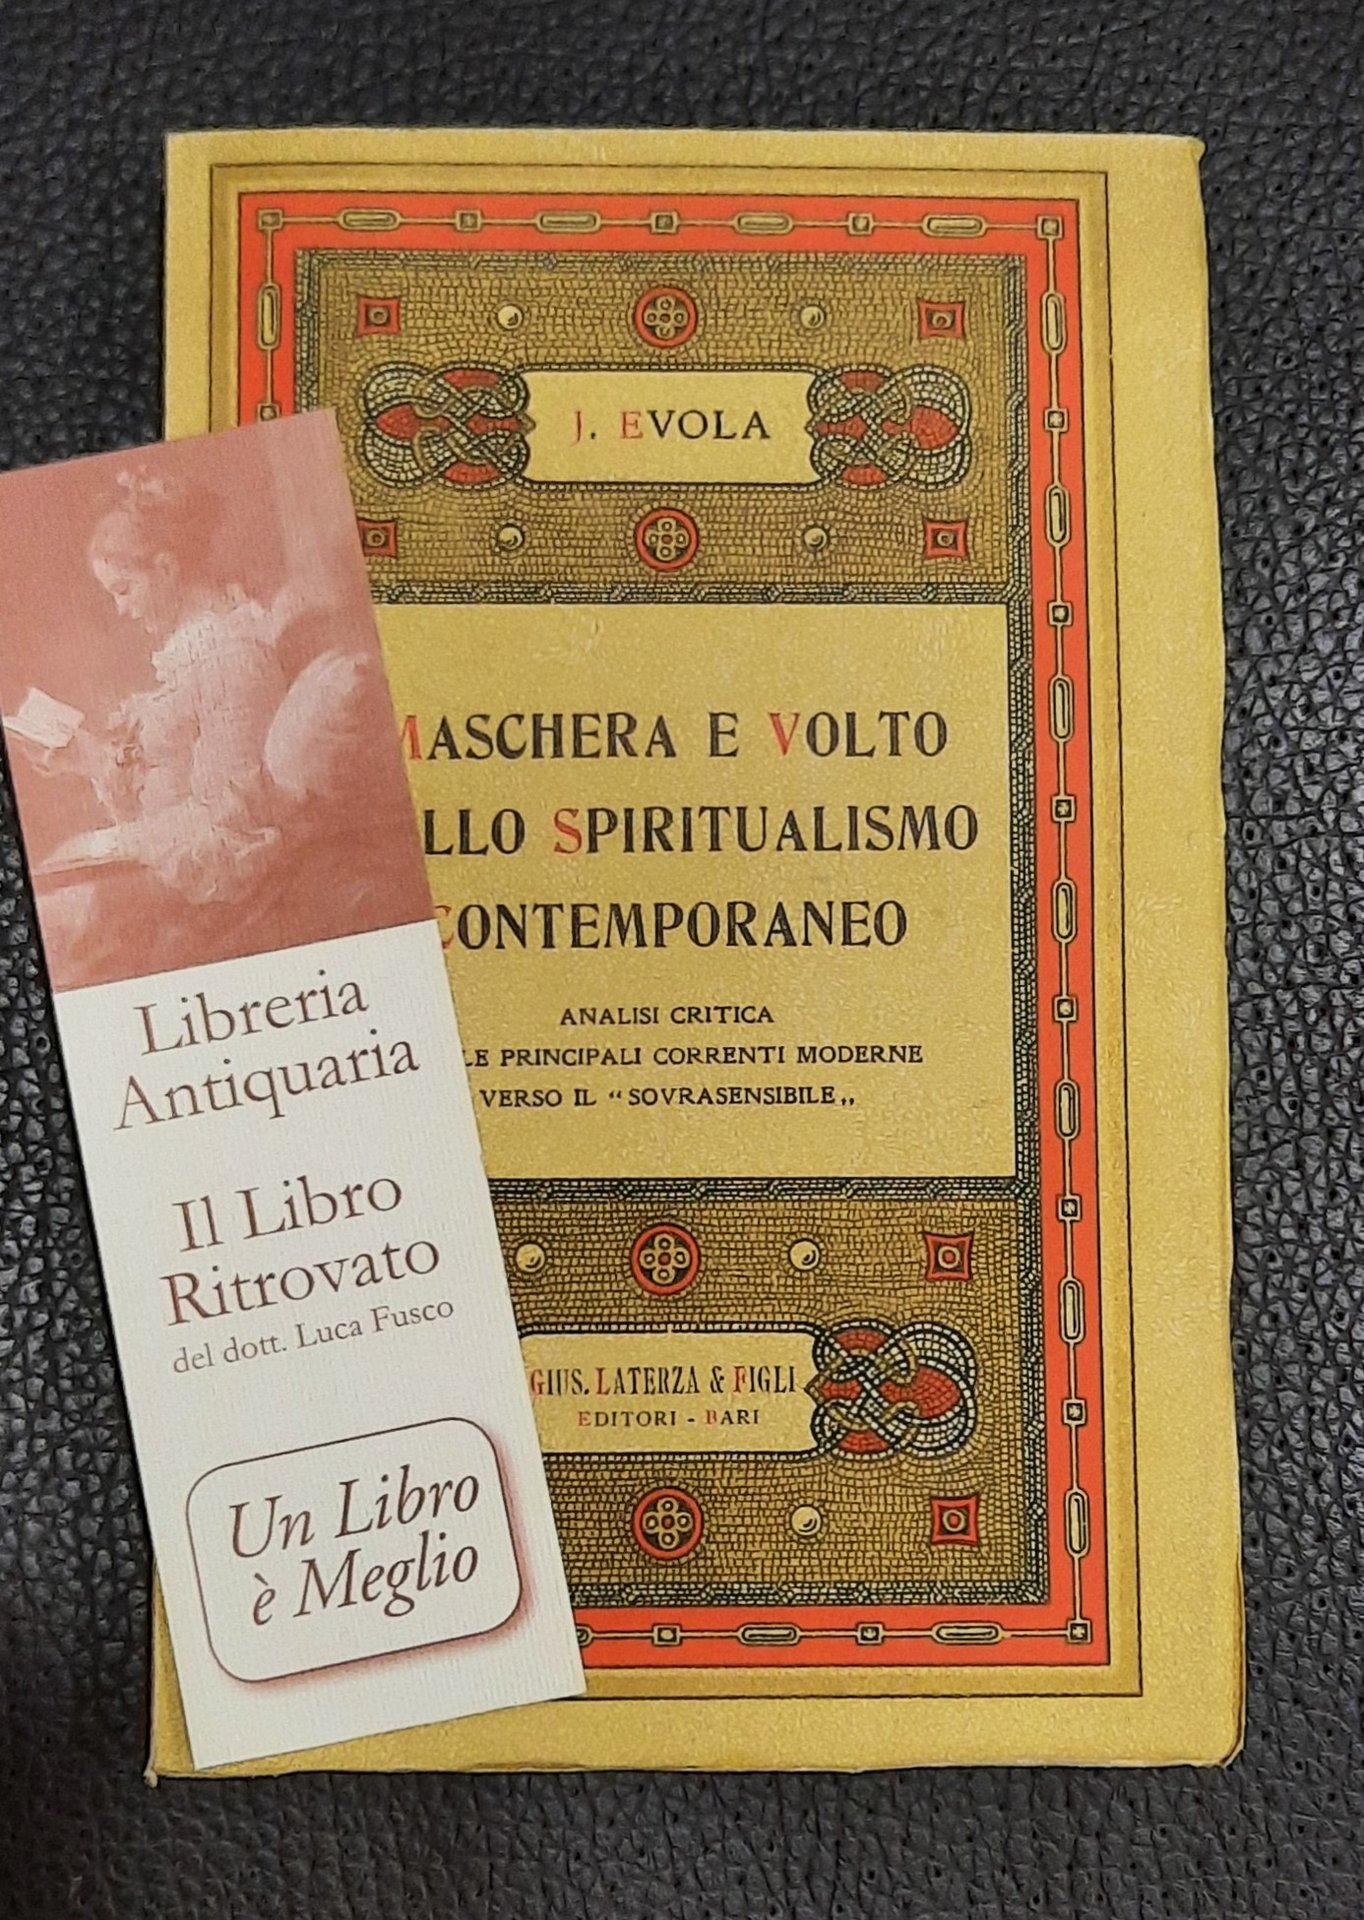 J. EVOLA
MASCHERA E VOLTO
LLO SPIRITUALISMO
CONTEMPORANEO
ANALISI CRITICA
LE PRINCIPALI CORRENTI MODERNE
VERSO IL “ SOVRASENSIBILE „
GIUS. LATERZA & FIGLI
EDITORI - BARI
Libreria
Antiquaria
Il Libro
Ritrovato
del dott. Luca Fusco
Un Libro
è Meglio